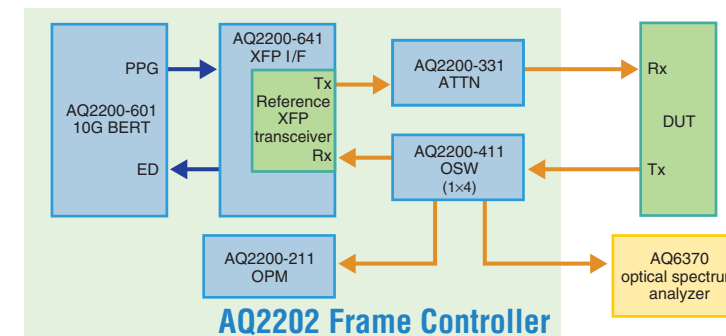 PPG
AQ2200-601
10G BERT
ED
AQ2200-641
XFP I/F
Tx
Reference
XFP
transceiver
Rx
AQ2200-331
ATTN
AQ2200-411
OSW
(1×4)
AQ2200-211
OPM
Rx
DUT
Tx
AQ6370
optical
analyzer
AQ2202 Frame Controller